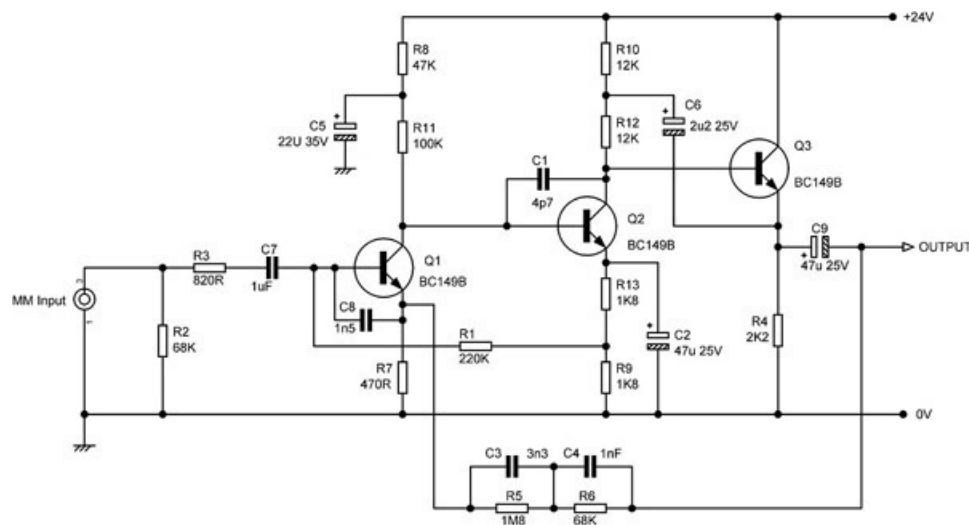 +24V
R8
47K
R10
12K
C5
+
22U 35V
R11
100K
R12
12K
+
C6
2u2 25V
Q3
BC149B
C1
4p7
Q2
BC149B
C9
+
47u 25V
OUTPUT
R3
820R
C7
1uF
Q1
BC149B
MM Input
2
1
R2
68K
C8
1n5
R1
220K
R13
1K8
+
C2
47u 25V
R4
2K2
R7
470R
R9
1K8
0V
C3
3n3
C4
1nF
R5
1M8
R6
68K